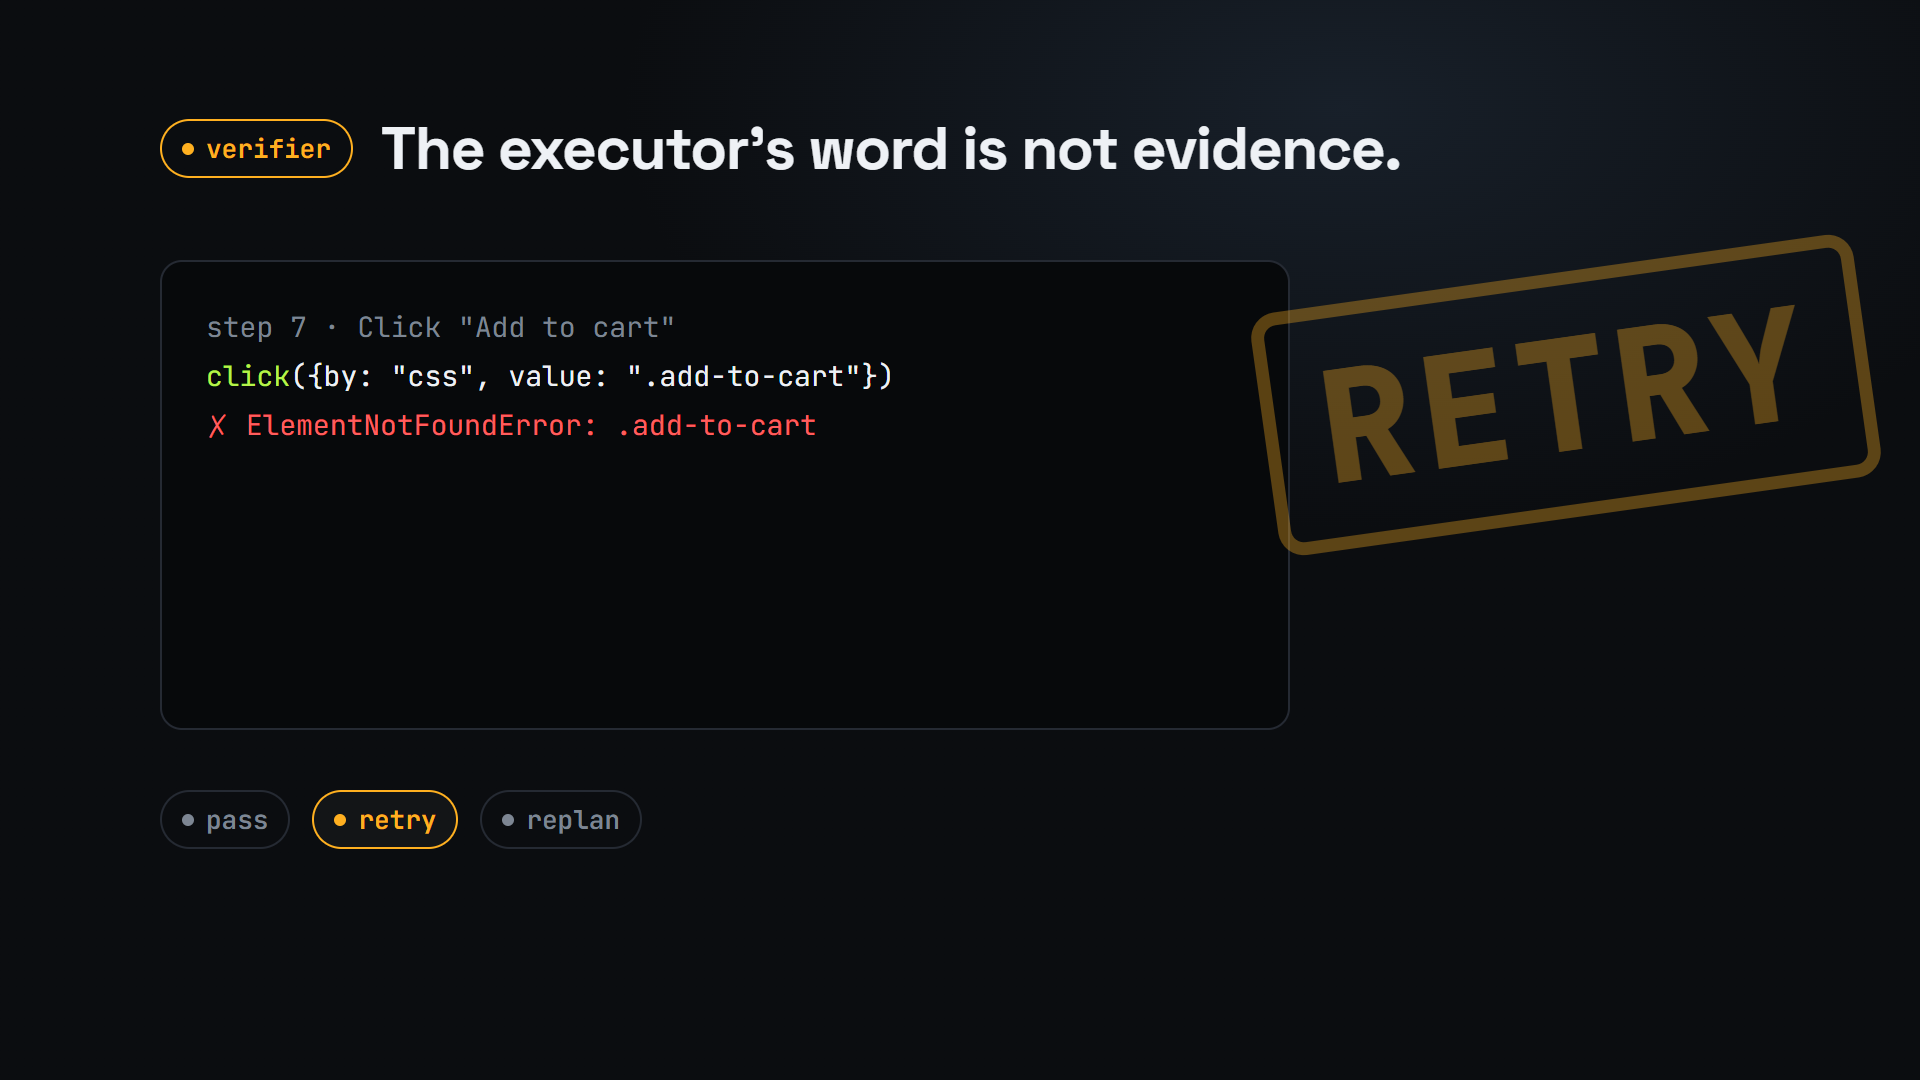 verifier
The executor’s word is not evidence.
step 7 · Click "Add to cart"
click({by: "css", value: ".add-to-cart"})
✗ ElementNotFoundError: .add-to-cart
RETRY
pass
retry
replan